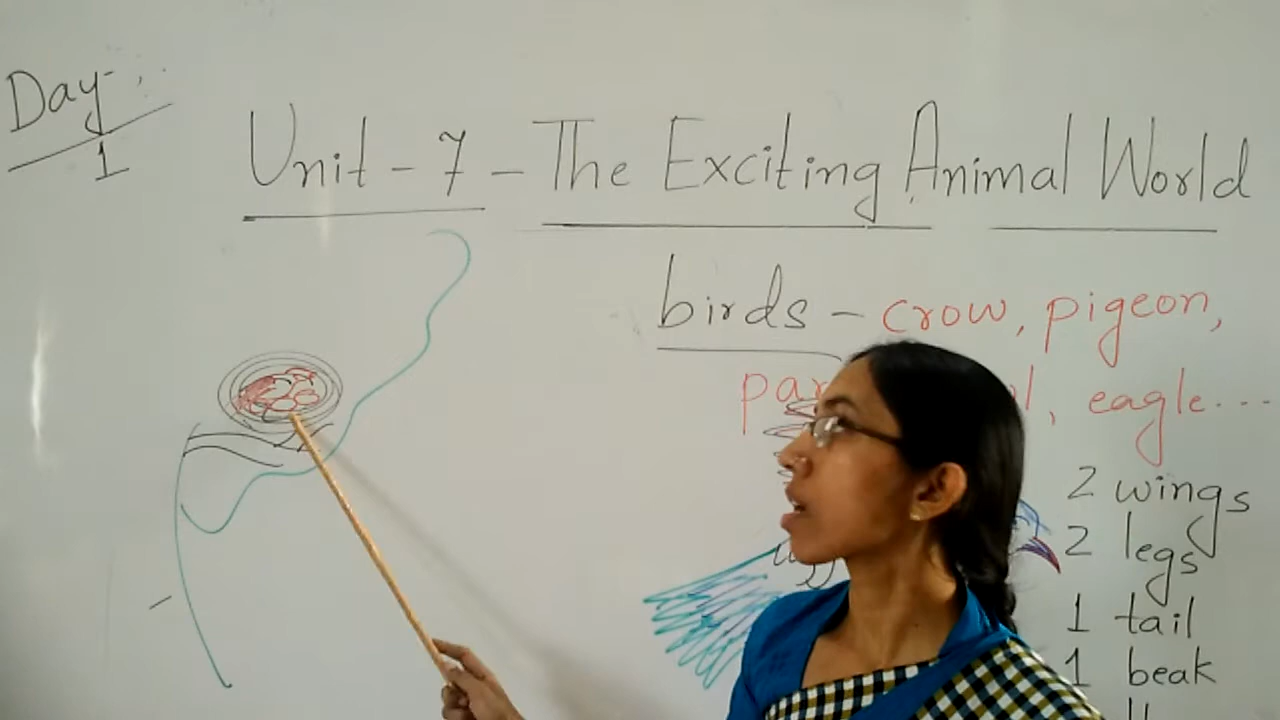 Day-
1
Unit - 7 - The Exciting Animal World
birds - crow, pigeon,
eagle...
2 wings
2 legs
1 tail
1 beak